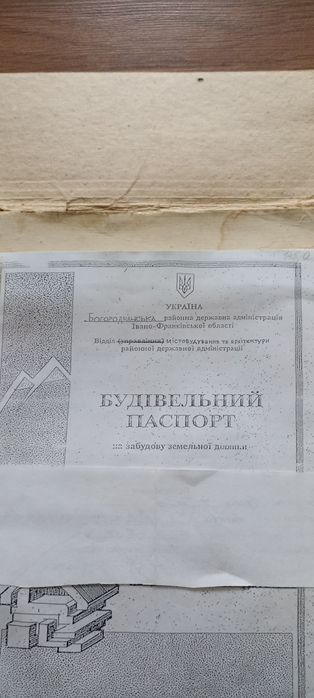 УКРАЇНА
БОГОРОДЧАНСЬКА районна державна адміністрація
Івано-Франківської області
Відділ (управління) містобудування та архітектури
районної державної адміністрації
БУДІВЕЛЬНИЙ
ПАСПОРТ
на забудову земельної ділянки